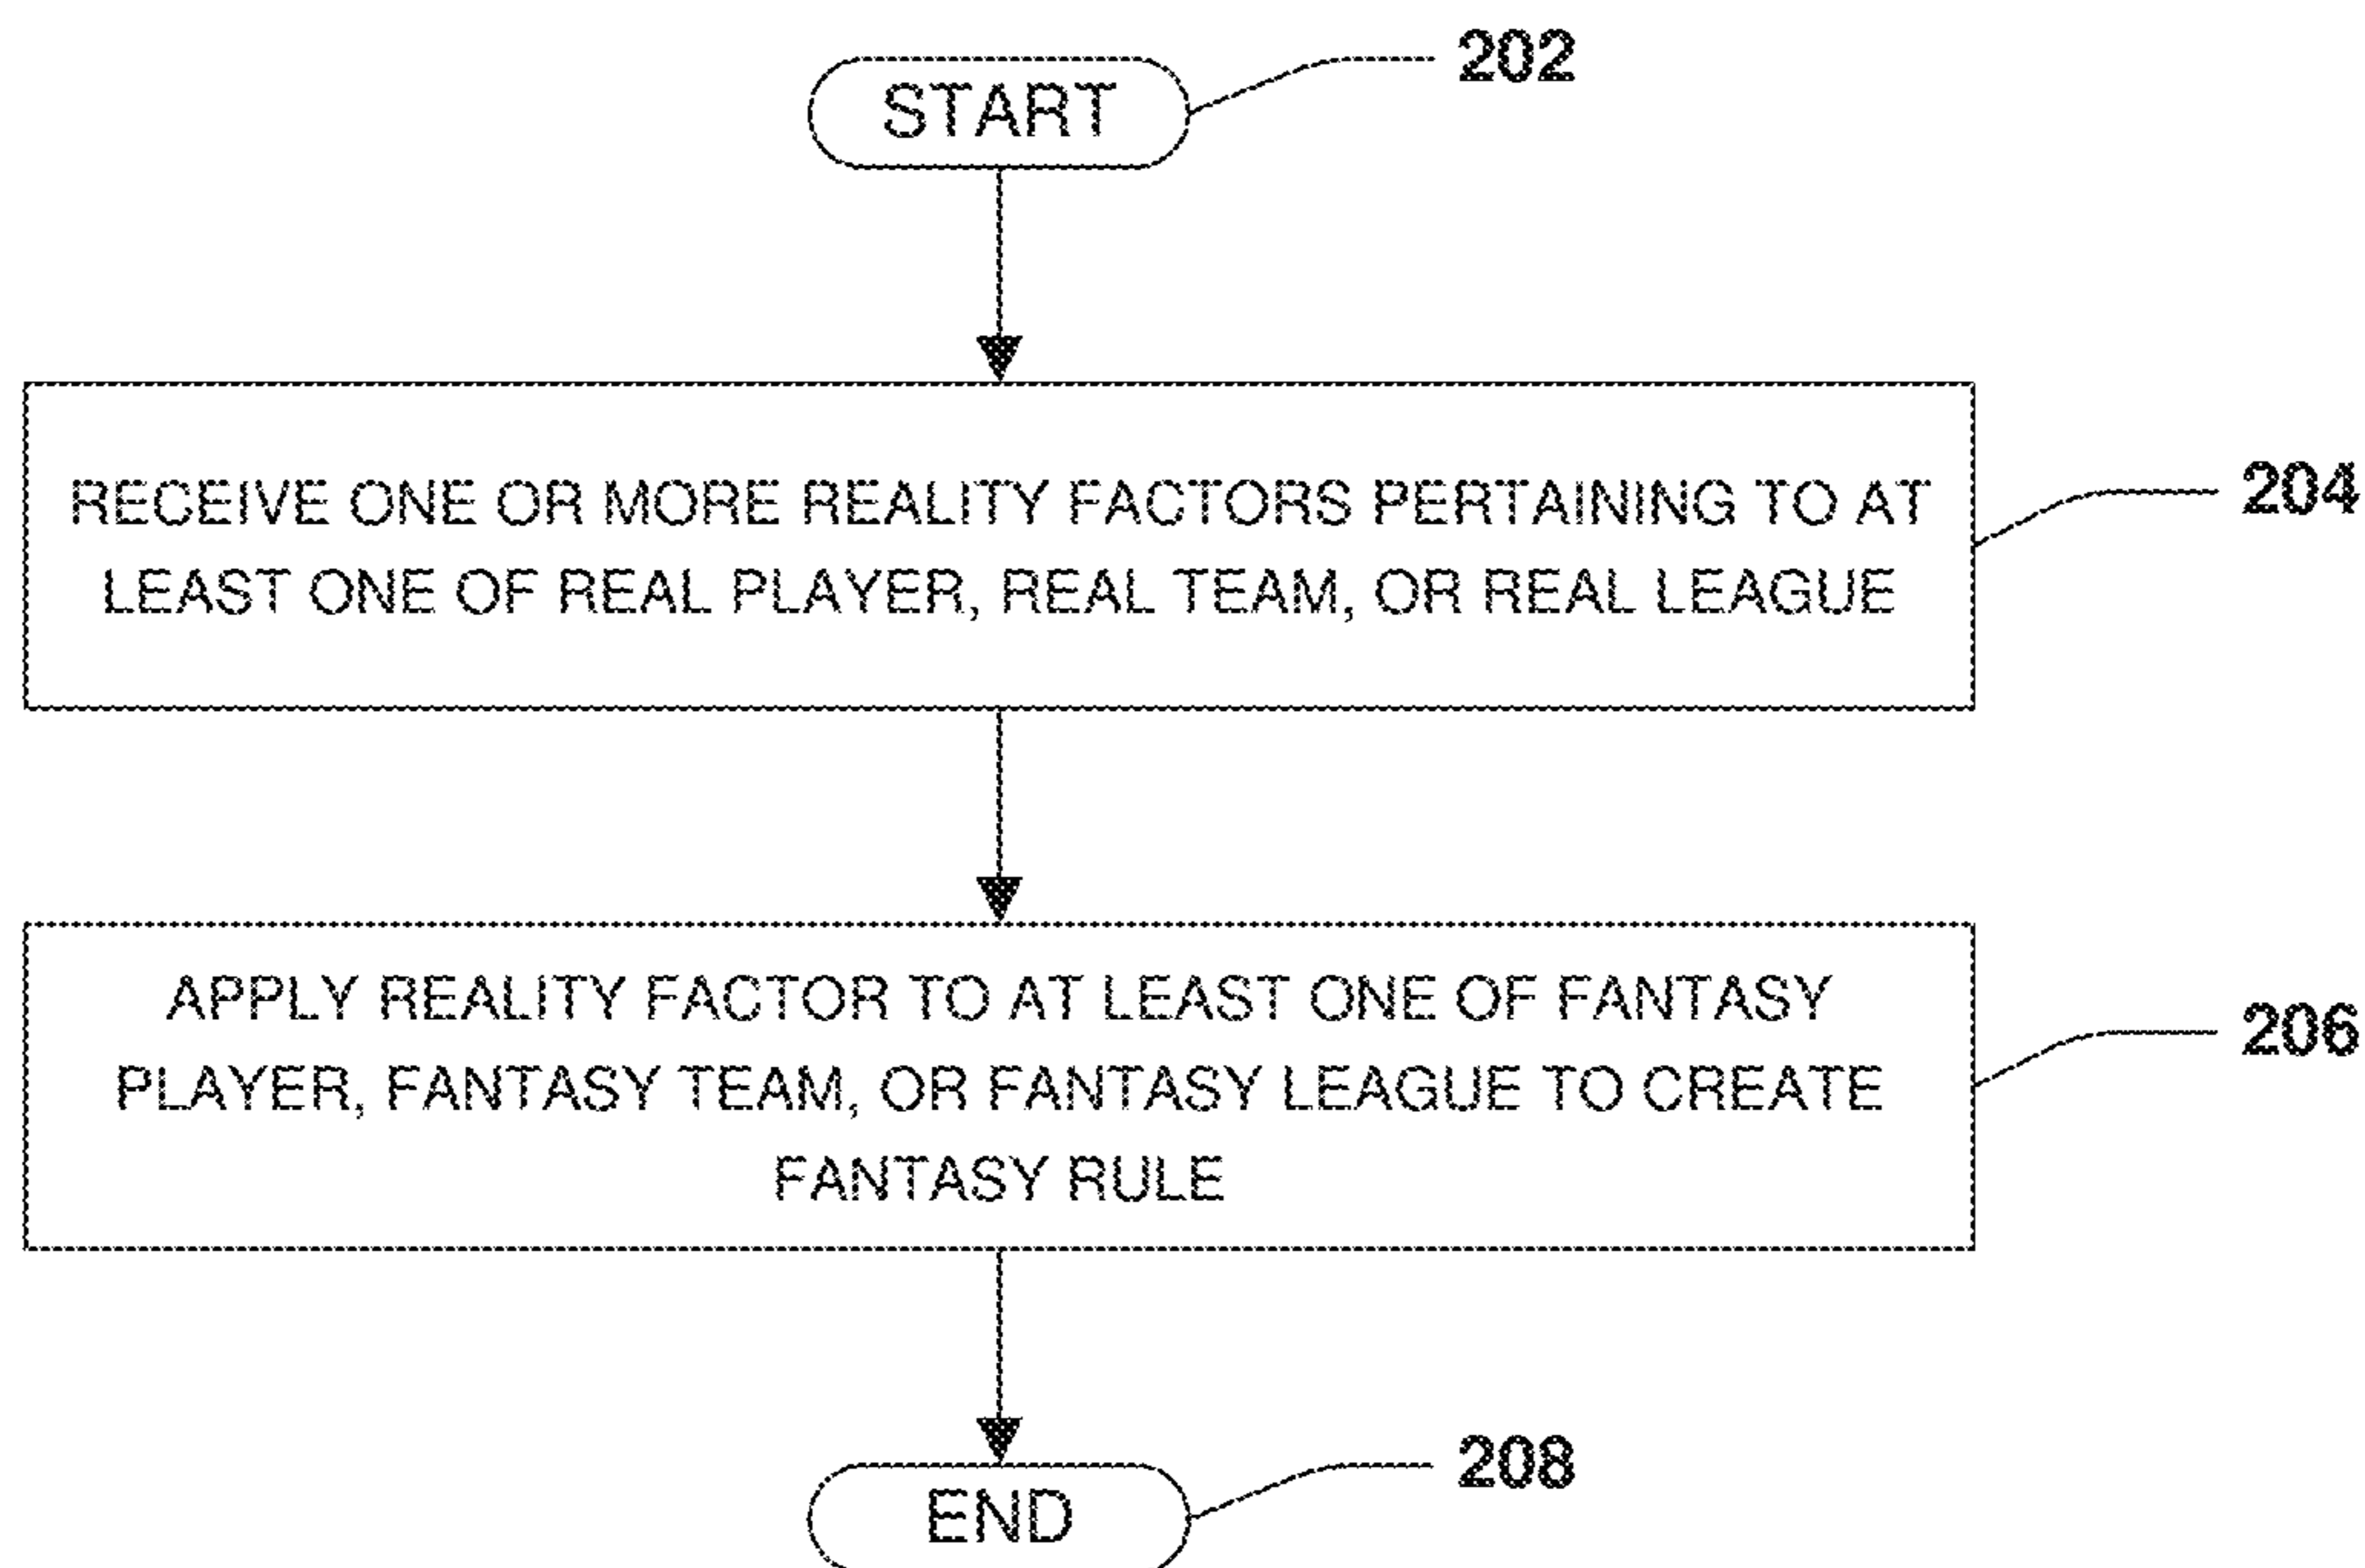 START
202
RECEIVE ONE OR MORE REALITY FACTORS PERTAINING TO AT
LEAST ONE OF REAL PLAYER, REAL TEAM, OR REAL LEAGUE
204
APPLY REALITY FACTOR TO AT LEAST ONE OF FANTASY
PLAYER, FANTASY TEAM, OR FANTASY LEAGUE TO CREATE
FANTASY RULE
206
END
208